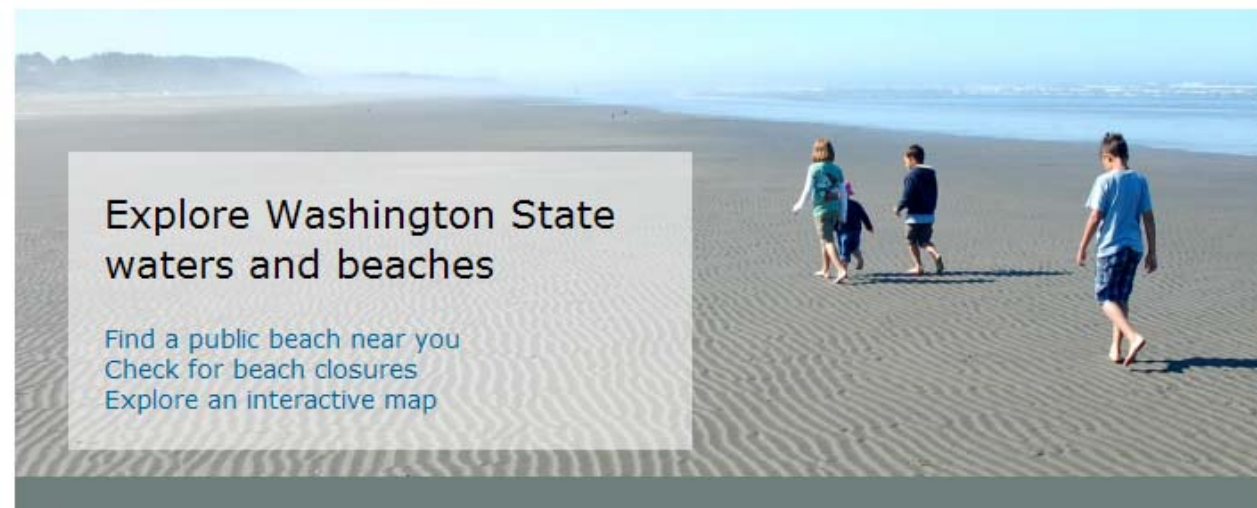 Explore Washington State
waters and beaches
Find a public beach near you
Check for beach closures
Explore an interactive map